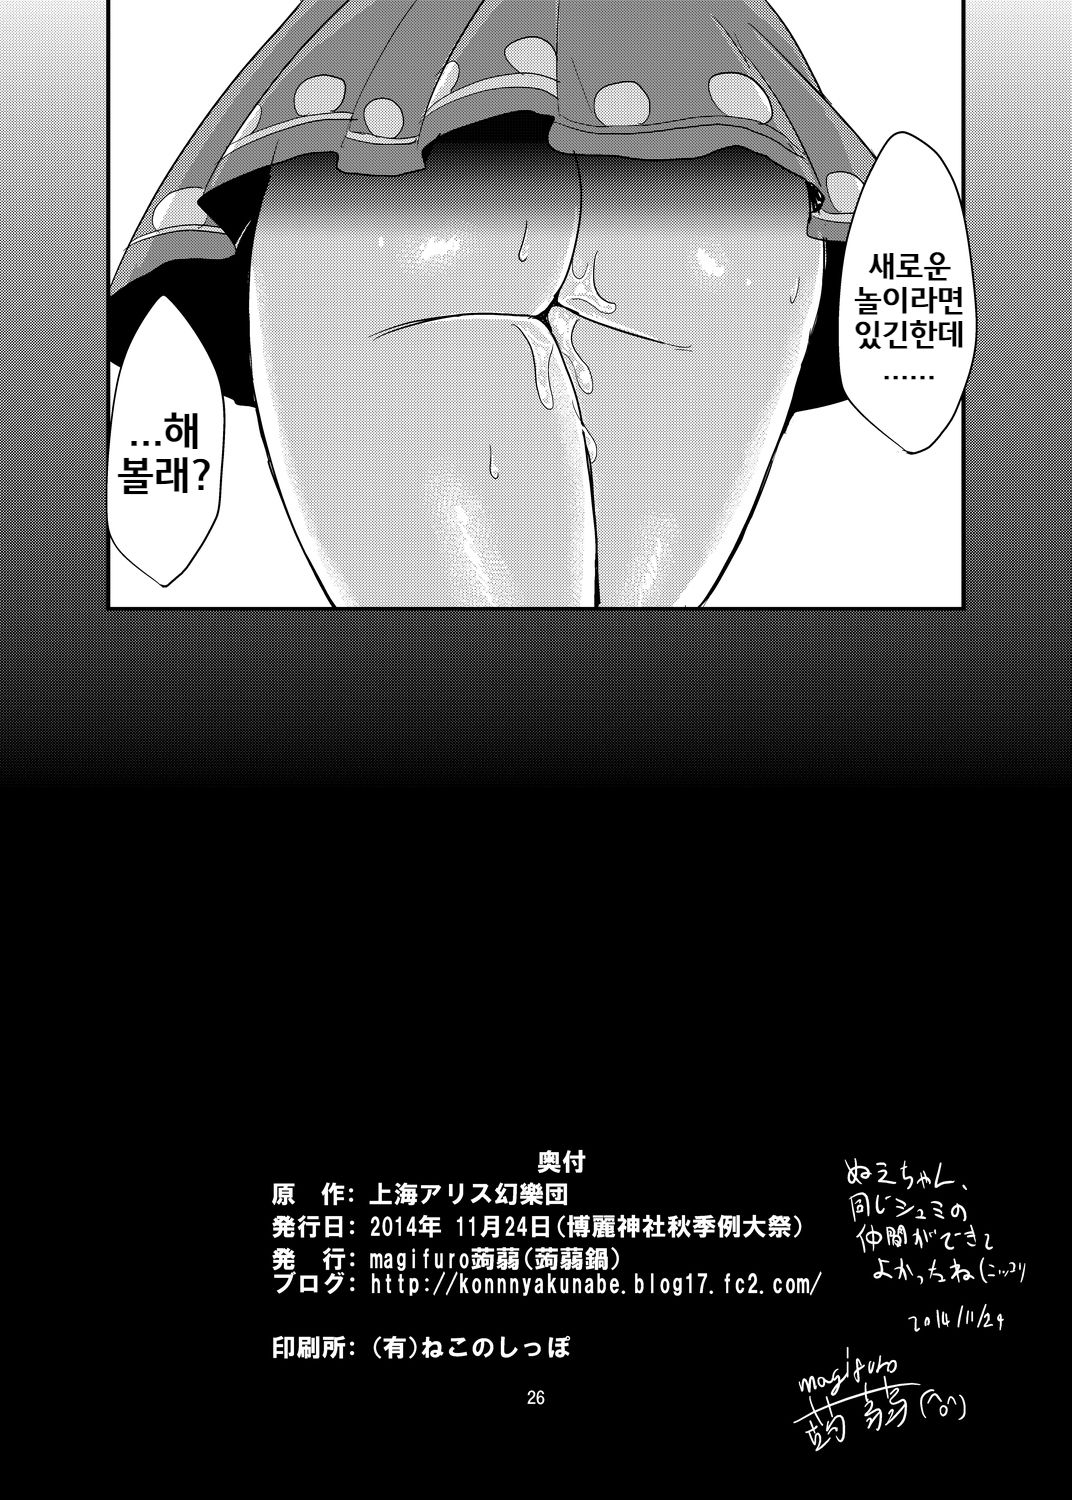 새로운
놀이라면
있긴한데
……
…해
볼래?
奥付
原　作: 上海アリス幻樂団
発行日: 2014年 11月24日(博麗神社秋季例大祭)
発　行: magifuro蒟蒻(蒟蒻鍋)
ブログ: http://konnnyakunabe.blog17.fc2.com/
印刷所: (有)ねこのしっぽ
26
ぬえちゃん、
同じシュミの
仲間ができて
よかったね(ニッコリ
2014/11/24
magifuro
蒟蒻(^o^)